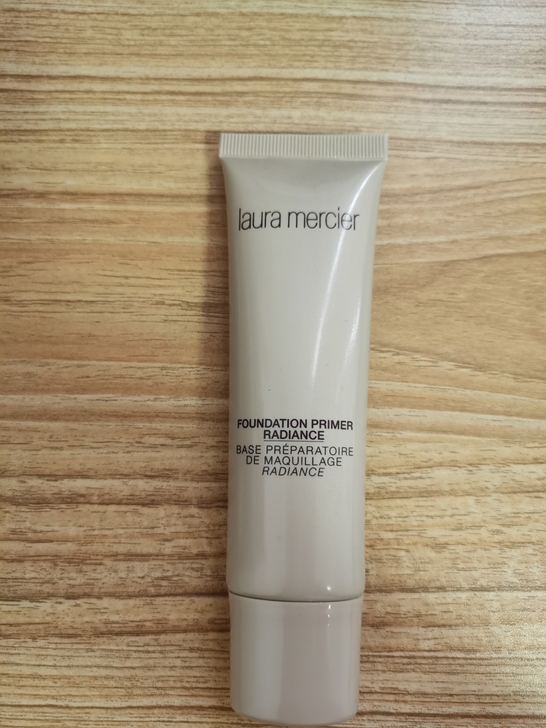 laura mercier
FOUNDATION PRIMER
RADIANCE
BASE PRÉPARATOIRE
DE MAQUILLAGE
RADIANCE